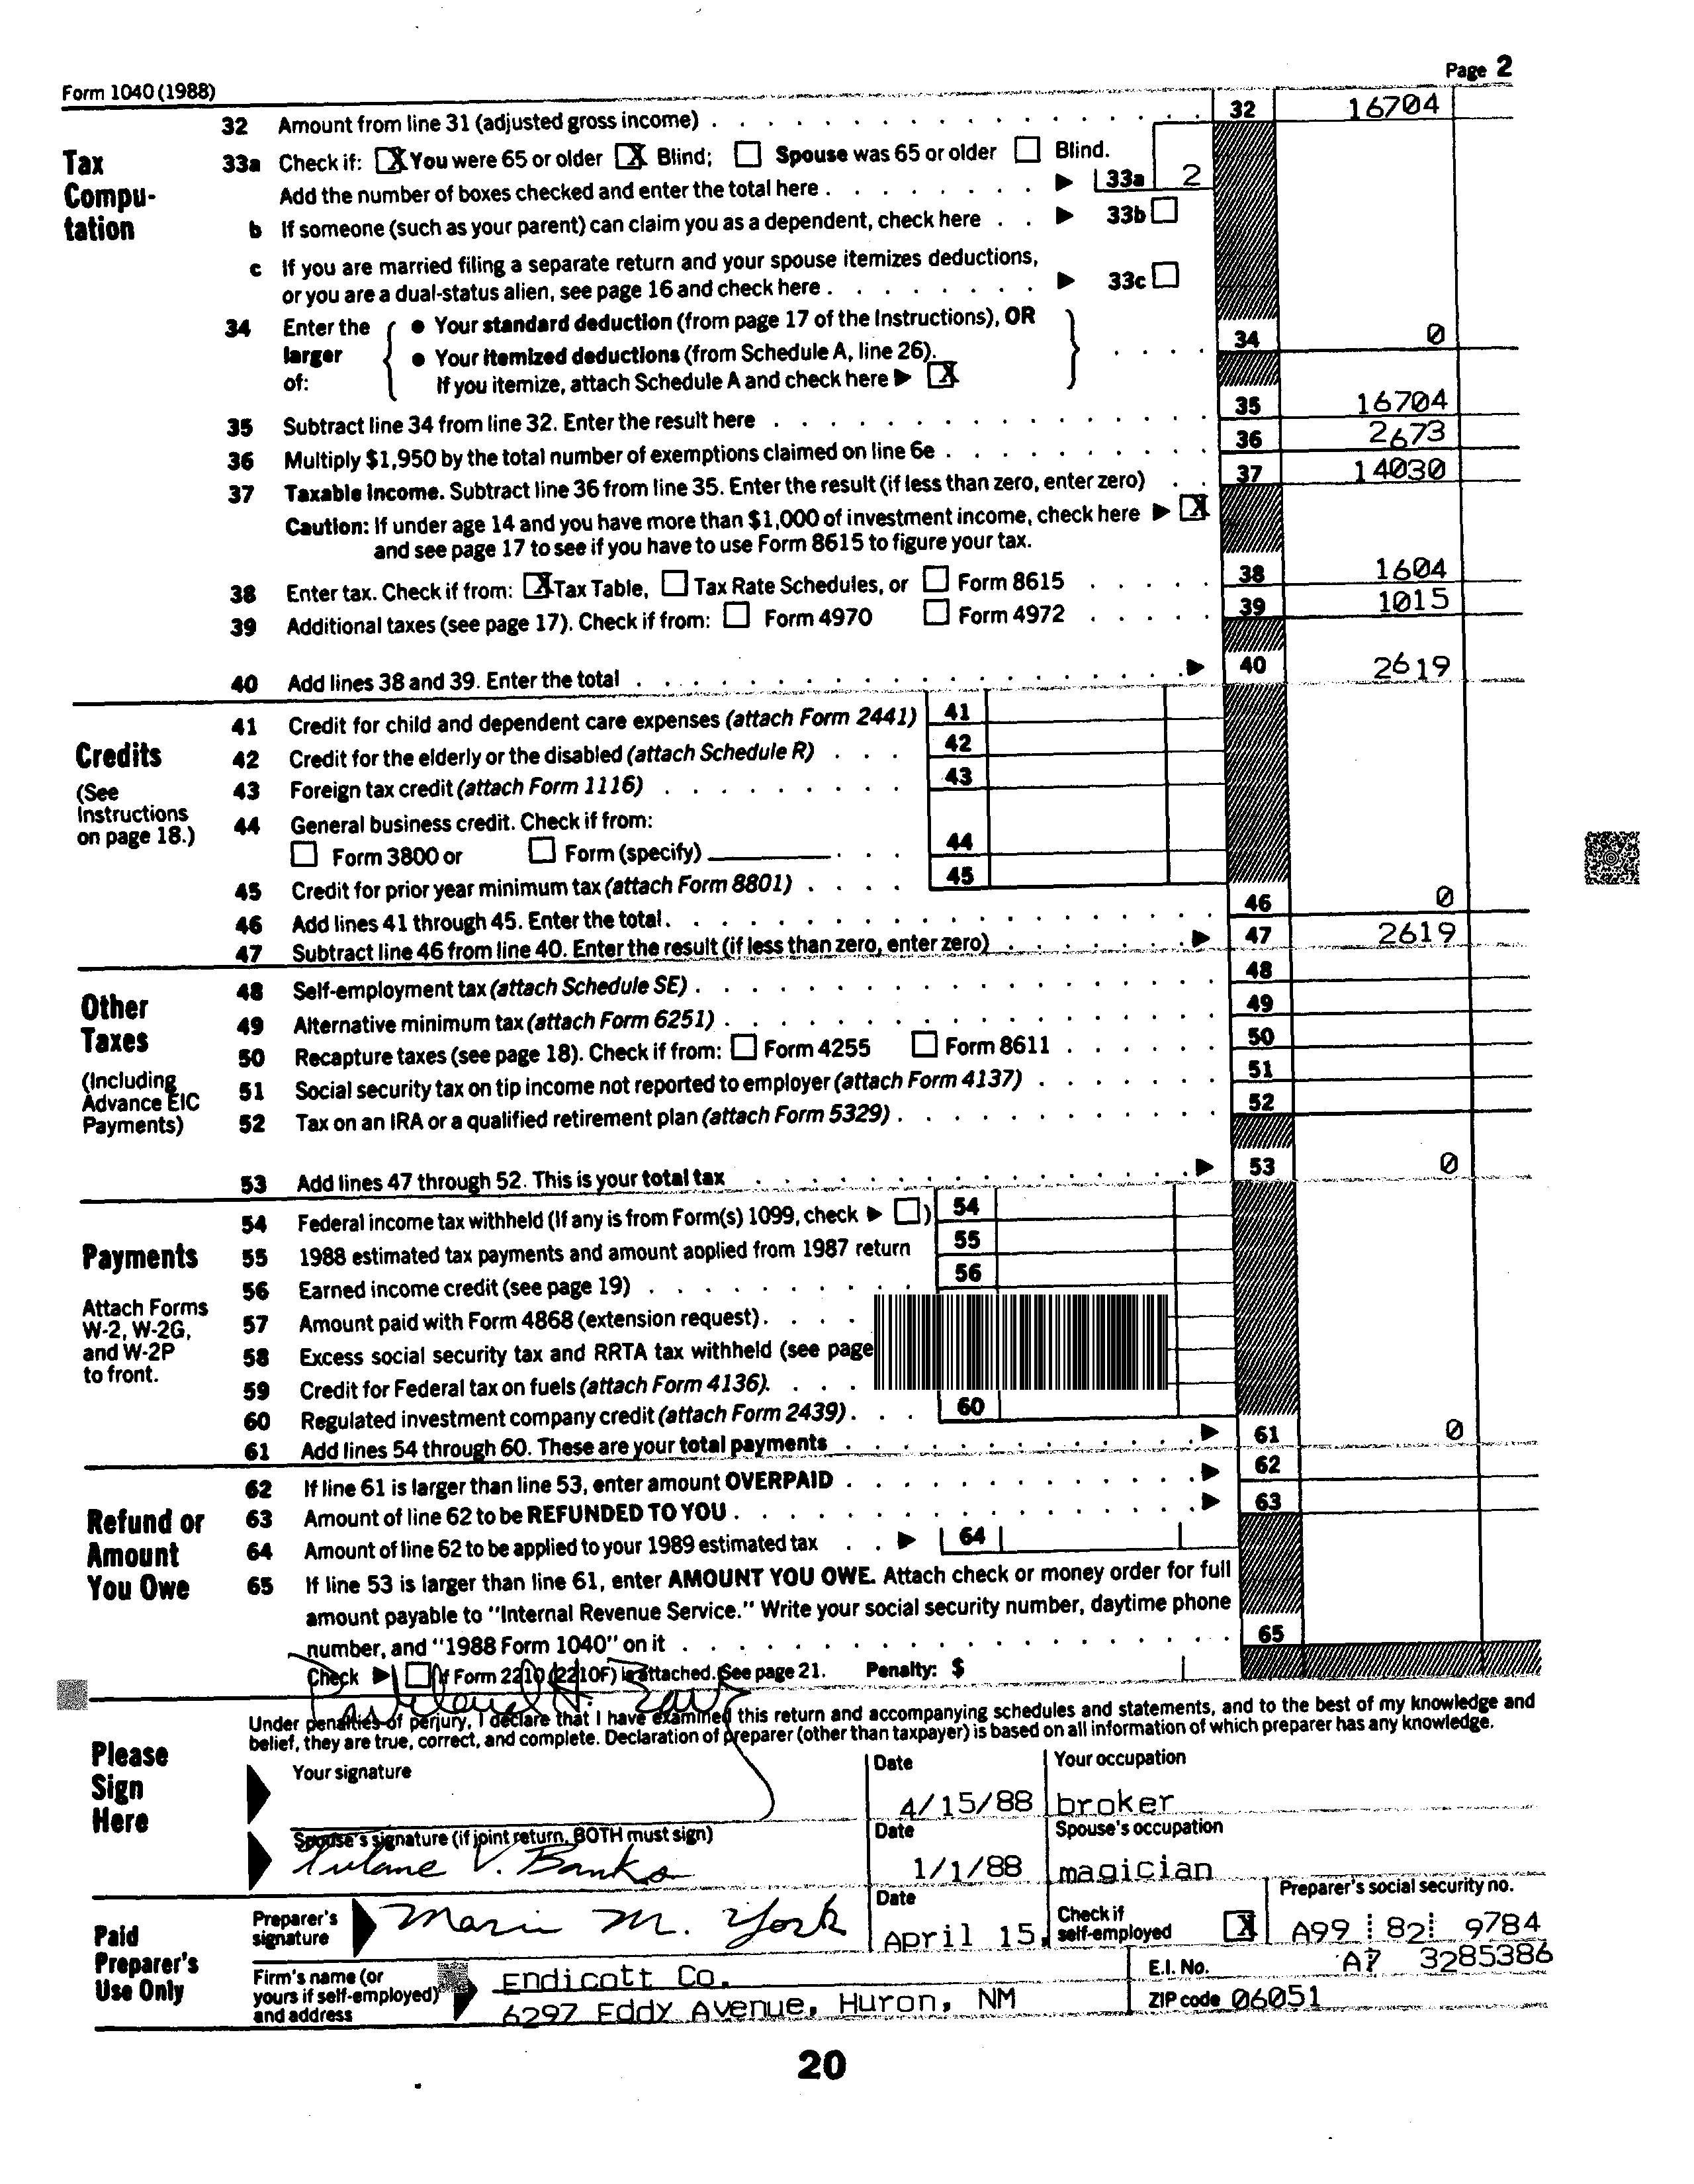 Form 1040 (1988)
Page 2
32 Amount from line 31 (adjusted gross income) 32 16704
Tax Compu-tation
33a Check if: X You were 65 or older X Blind; Spouse was 65 or older Blind.
Add the number of boxes checked and enter the total here 33a 2
b If someone (such as your parent) can claim you as a dependent, check here 33b
c If you are married filing a separate return and your spouse itemizes deductions,
or you are a dual-status alien, see page 16 and check here 33c
34 Enter the larger of:
● Your standard deduction (from page 17 of the Instructions), OR
● Your itemized deductions (from Schedule A, line 26).
If you itemize, attach Schedule A and check here ▶ X
34 0
35 Subtract line 34 from line 32. Enter the result here 35 16704
36 Multiply $1,950 by the total number of exemptions claimed on line 6e 36 2673
37 Taxable income. Subtract line 36 from line 35. Enter the result (if less than zero, enter zero) 37 14030
Caution: If under age 14 and you have more than $1,000 of investment income, check here ▶ X
and see page 17 to see if you have to use Form 8615 to figure your tax.
38 Enter tax. Check if from: X Tax Table, Tax Rate Schedules, or Form 8615 38 1604
39 Additional taxes (see page 17). Check if from: Form 4970 Form 4972 39 1015
40 Add lines 38 and 39. Enter the total ▶ 40 2619
Credits
(See Instructions on page 18.)
41 Credit for child and dependent care expenses (attach Form 2441) 41
42 Credit for the elderly or the disabled (attach Schedule R) 42
43 Foreign tax credit (attach Form 1116) 43
44 General business credit. Check if from:
Form 3800 or Form (specify) 44
45 Credit for prior year minimum tax (attach Form 8801) 45
46 Add lines 41 through 45. Enter the total 46 0
47 Subtract line 46 from line 40. Enter the result (if less than zero, enter zero) ▶ 47 2619
Other Taxes
(Including Advance EIC Payments)
48 Self-employment tax (attach Schedule SE) 48
49 Alternative minimum tax (attach Form 6251) 49
50 Recapture taxes (see page 18). Check if from: Form 4255 Form 8611 50
51 Social security tax on tip income not reported to employer (attach Form 4137) 51
52 Tax on an IRA or a qualified retirement plan (attach Form 5329) 52
53 Add lines 47 through 52. This is your total tax ▶ 53 0
Payments
Attach Forms W-2, W-2G, and W-2P to front.
54 Federal income tax withheld (If any is from Form(s) 1099, check ▶ ) 54
55 1988 estimated tax payments and amount applied from 1987 return 55
56 Earned income credit (see page 19) 56
57 Amount paid with Form 4868 (extension request)
58 Excess social security tax and RRTA tax withheld (see page
59 Credit for Federal tax on fuels (attach Form 4136)
60 Regulated investment company credit (attach Form 2439) 60
61 Add lines 54 through 60. These are your total payments ▶ 61 0
Refund or Amount You Owe
62 If line 61 is larger than line 53, enter amount OVERPAID ▶ 62
63 Amount of line 62 to be REFUNDED TO YOU ▶ 63
64 Amount of line 62 to be applied to your 1989 estimated tax ▶ 64
65 If line 53 is larger than line 61, enter AMOUNT YOU OWE. Attach check or money order for full
amount payable to "Internal Revenue Service." Write your social security number, daytime phone
number, and "1988 Form 1040" on it 65
Check ▶ if Form 2210 (2210F) is attached. See page 21. Penalty: $
Please Sign Here
Under penalties of perjury, I declare that I have examined this return and accompanying schedules and statements, and to the best of my knowledge and
belief, they are true, correct, and complete. Declaration of preparer (other than taxpayer) is based on all information of which preparer has any knowledge.
Your signature Date 4/15/88 Your occupation broker
Spouse's signature (if joint return, BOTH must sign) V. Banks Date 1/1/88 Spouse's occupation magician
Paid Preparer's Use Only
Preparer's signature Marin M. York Date April 15, Check if self-employed X Preparer's social security no. A99 82 9784
Firm's name (or yours if self-employed) and address Endicott Co. E.I. No. A7 3285386
6297 Eddy Avenue, Huron, NM ZIP code 06051
20